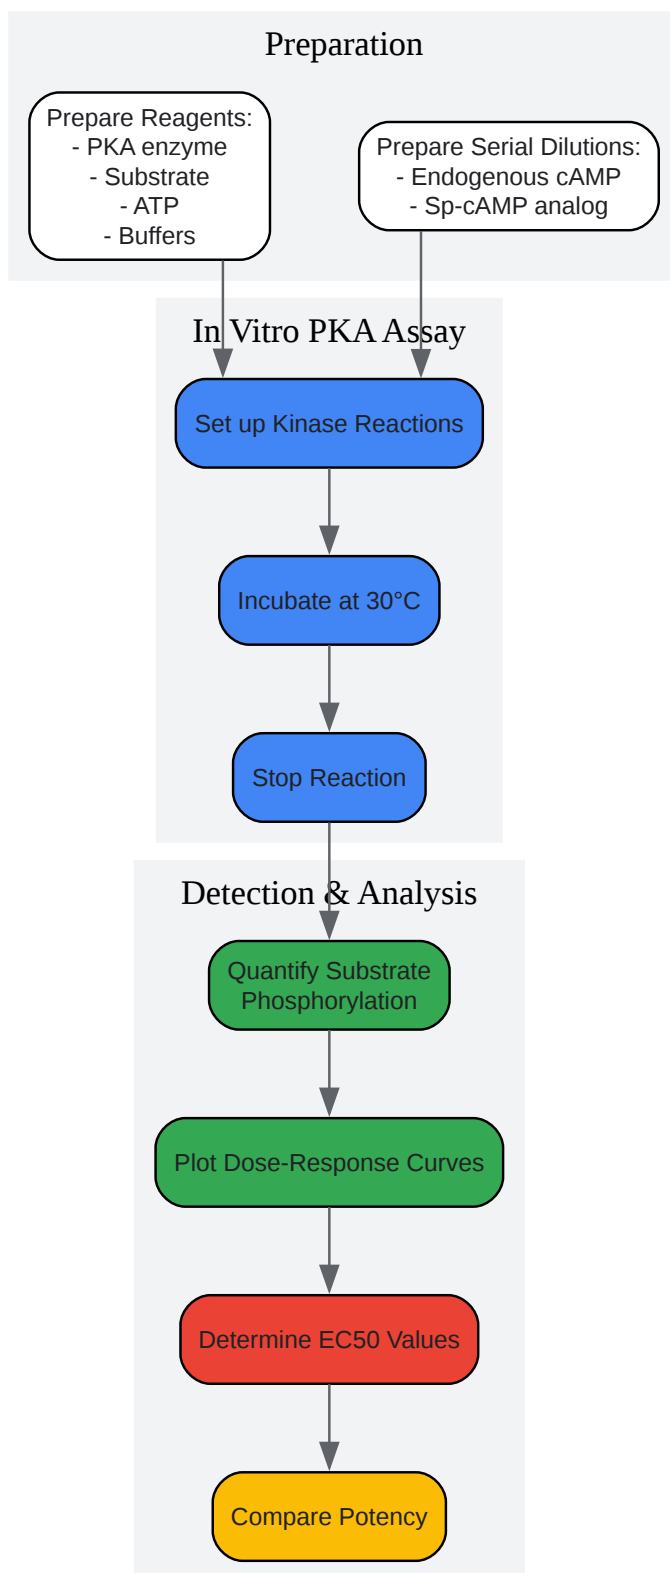 Preparation
Prepare Reagents:
- PKA enzyme
- Substrate
- ATP
- Buffers
Prepare Serial Dilutions:
- Endogenous cAMP
- Sp-cAMP analog
In Vitro PKA Assay
Set up Kinase Reactions
Incubate at 30°C
Stop Reaction
Detection & Analysis
Quantify Substrate
Phosphorylation
Plot Dose-Response Curves
Determine EC50 Values
Compare Potency